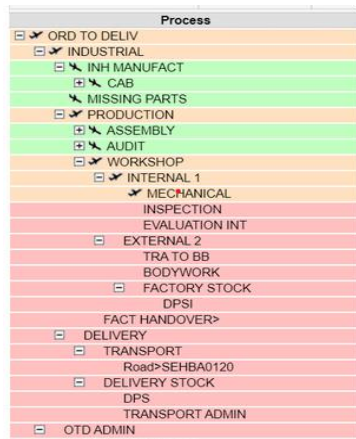 Process
ORD TO DELIV
INDUSTRIAL
INH MANUFACT
CAB
MISSING PARTS
PRODUCTION
ASSEMBLY
AUDIT
WORKSHOP
INTERNAL 1
MECHANICAL
INSPECTION
EVALUATION INT
EXTERNAL 2
TRA TO BB
BODYWORK
FACTORY STOCK
DPSI
FACT HANDOVER>
DELIVERY
TRANSPORT
Road>SEHBA0120
DELIVERY STOCK
DPS
TRANSPORT ADMIN
OTD ADMIN